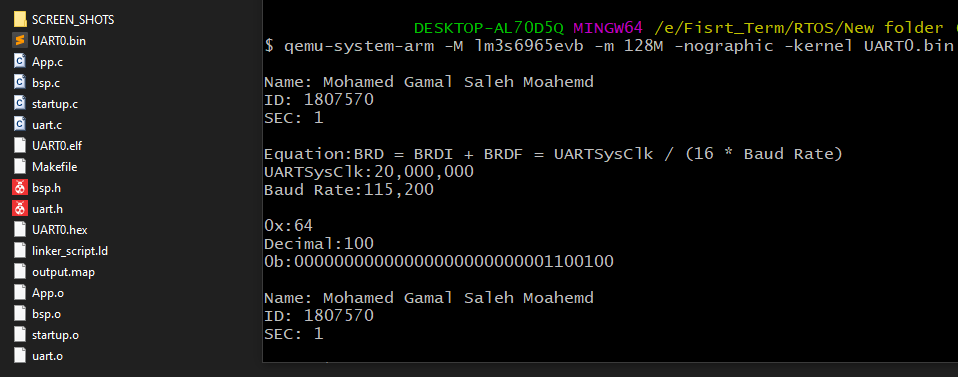 SCREEN_SHOTS
UART0.bin
App.c
bsp.c
startup.c
uart.c
UART0.elf
Makefile
bsp.h
uart.h
UART0.hex
linker_script.ld
output.map
App.o
bsp.o
startup.o
uart.o
DESKTOP-AL70D5Q MINGW64 /e/Fisrt_Term/RTOS/New folder (
$ qemu-system-arm -M lm3s6965evb -m 128M -nographic -kernel UART0.bin
Name: Mohamed Gamal Saleh Moahemd
ID: 1807570
SEC: 1
Equation:BRD = BRDI + BRDF = UARTSysClk / (16 * Baud Rate)
UARTSysClk:20,000,000
Baud Rate:115,200
0x:64
Decimal:100
0b:00000000000000000000000001100100
Name: Mohamed Gamal Saleh Moahemd
ID: 1807570
SEC: 1